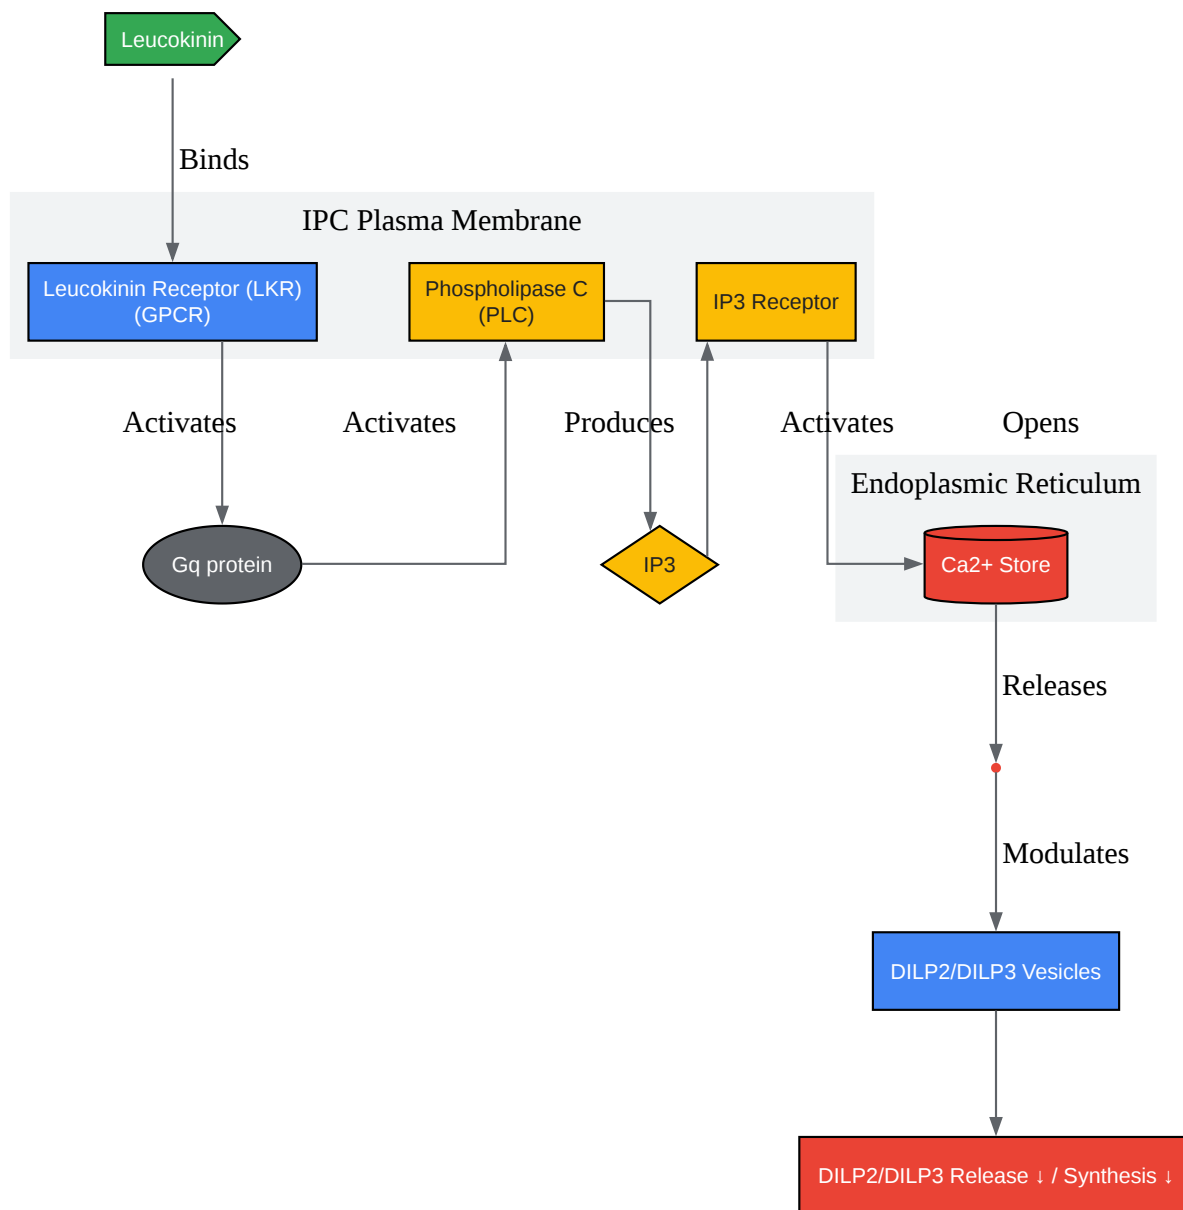 Leucokinin
Binds
IPC Plasma Membrane
Leucokinin Receptor (LKR)
(GPCR)
Phospholipase C
(PLC)
IP3 Receptor
Activates
Activates
Produces
Activates
Opens
Endoplasmic Reticulum
Gq protein
IP3
Ca2+ Store
Releases
Modulates
DILP2/DILP3 Vesicles
DILP2/DILP3 Release ↓ / Synthesis ↓